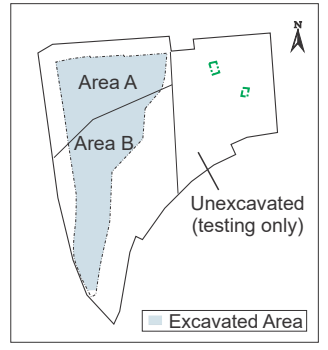 N
Area A
Area B
Unexcavated
(testing only)
Excavated Area